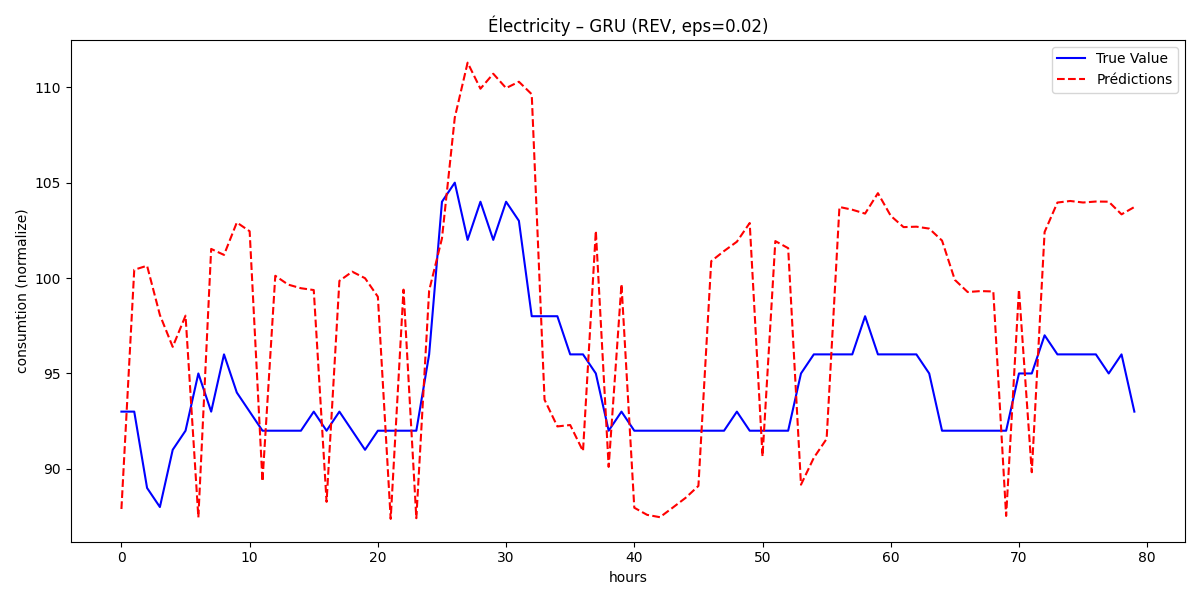 Électricity – GRU (REV, eps=0.02)
True Value
Prédictions
consumtion (normalize)
110
105
100
95
90
0 10 20 30 40 50 60 70 80
hours